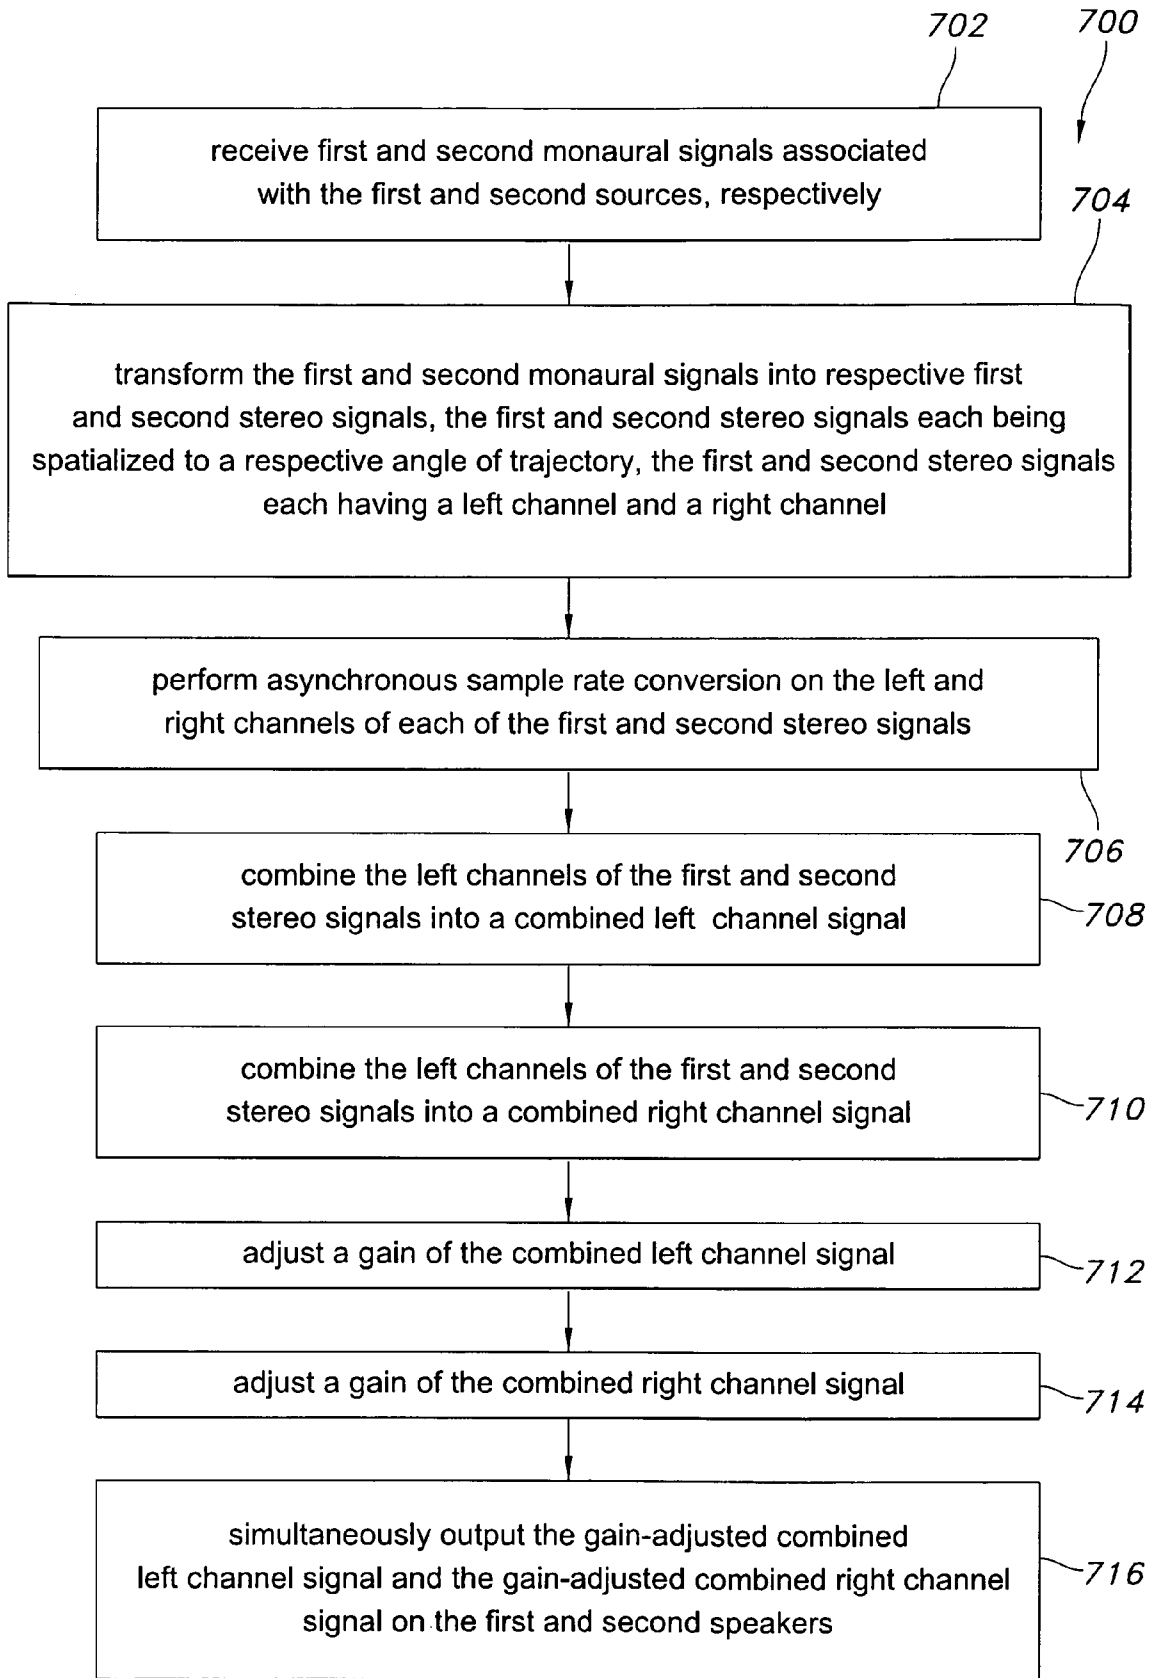 702
700
receive first and second monaural signals associated
with the first and second sources, respectively
704
transform the first and second monaural signals into respective first
and second stereo signals, the first and second stereo signals each being
spatialized to a respective angle of trajectory, the first and second stereo signals
each having a left channel and a right channel
perform asynchronous sample rate conversion on the left and
right channels of each of the first and second stereo signals
706
combine the left channels of the first and second
stereo signals into a combined left channel signal
708
combine the left channels of the first and second
stereo signals into a combined right channel signal
710
adjust a gain of the combined left channel signal
712
adjust a gain of the combined right channel signal
714
simultaneously output the gain-adjusted combined
left channel signal and the gain-adjusted combined right channel
signal on the first and second speakers
716